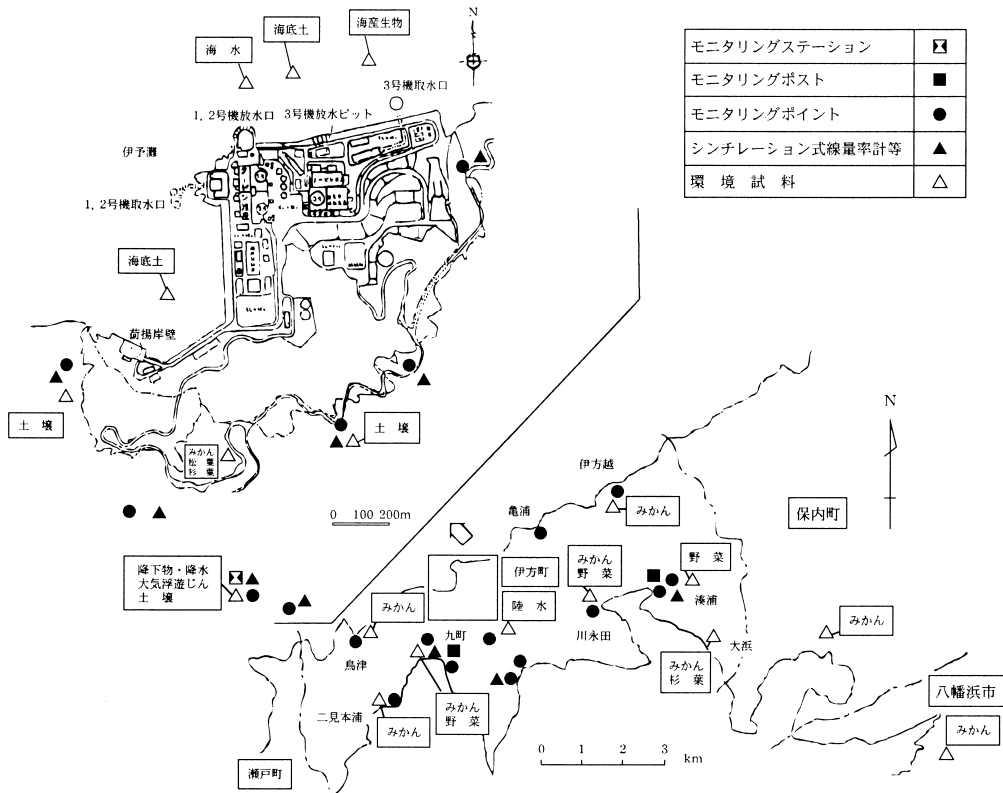 N
海底土
海産生物
海 水
3号機取水口
1, 2号機放水口
3号機放水ピット
伊予灘
1, 2号機取水口
海底土
荷揚岸壁
土 壌
土 壌
みかん
松 葉
杉 葉
0 100 200m
降下物・降水
大気浮遊じん
土 壌
モニタリングステーション
モニタリングポスト
モニタリングポイント
シンチレーション式線量率計等
環 境 試 料
N
伊方越
みかん
亀浦
保内町
伊方町
みかん
野 菜
野 菜
湊浦
陸 水
みかん
九町
川永田
鳥津
大浜
みかん
みかん
杉 葉
八幡浜市
みかん
二見本浦
みかん
みかん
野 菜
瀬戸町
0 1 2 3
km